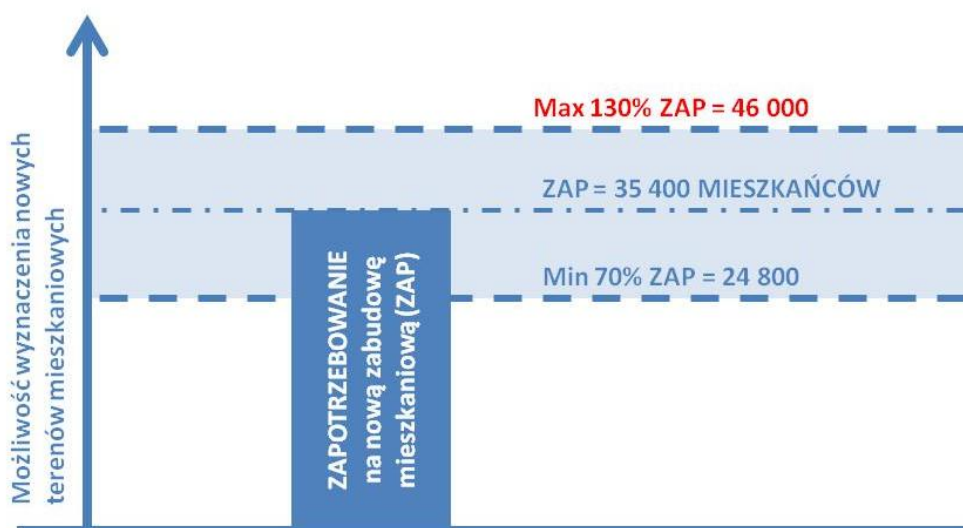 Możliwość wyznaczenia nowych
terenów mieszkaniowych
Max 130% ZAP = 46 000
ZAP = 35 400 MIESZKAŃCÓW
Min 70% ZAP = 24 800
ZAPOTRZEBOWANIE
na nową zabudowę
mieszkaniową (ZAP)